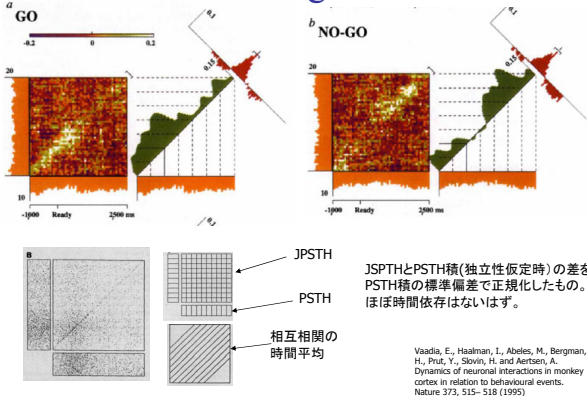 a
GO
-0.2 0 0.2
20
10
-1000 Ready 2500 ms
0.15
0.1
0.1
b
NO-GO
20
10
-1000 Ready 2500 ms
0.15
0.1
0.1
B
JPSTH
PSTH
相互相関の
時間平均
JSPTHとPSTH積(独立性仮定時）の差を
PSTH積の標準偏差で正規化したもの。
ほぼ時間依存はないはず。
Vaadia, E., Haalman, I., Abeles, M., Bergman,
H., Prut, Y., Slovin, H. and Aertsen, A.
Dynamics of neuronal interactions in monkey
cortex in relation to behavioural events.
Nature 373, 515– 518 (1995)